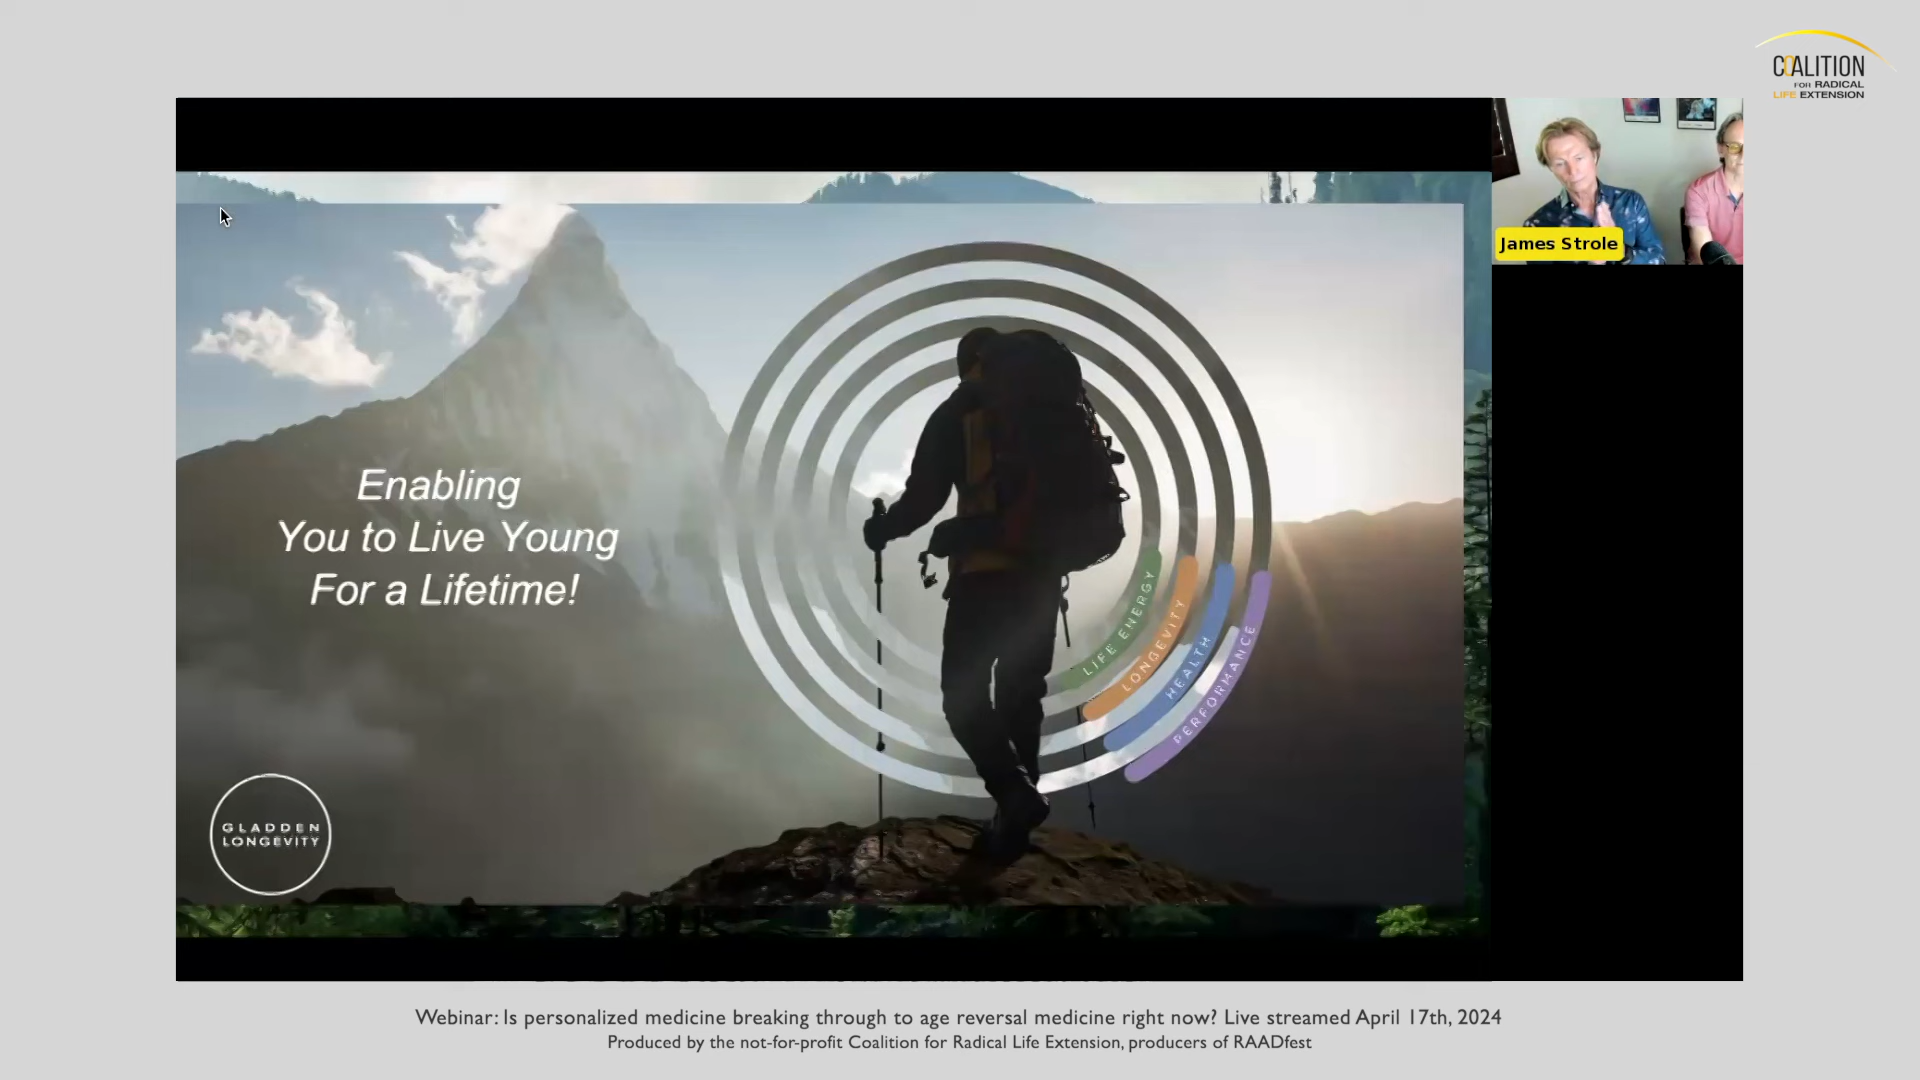 COALITION
FOR RADICAL
LIFE EXTENSION
James Strole
Enabling
You to Live Young
For a Lifetime!
LIFE ENERGY
LONGEVITY
HEALTH
PERFORMANCE
GLADDEN
LONGEVITY
Webinar: Is personalized medicine breaking through to age reversal medicine right now? Live streamed April 17th, 2024
Produced by the not-for-profit Coalition for Radical Life Extension, producers of RAADfest